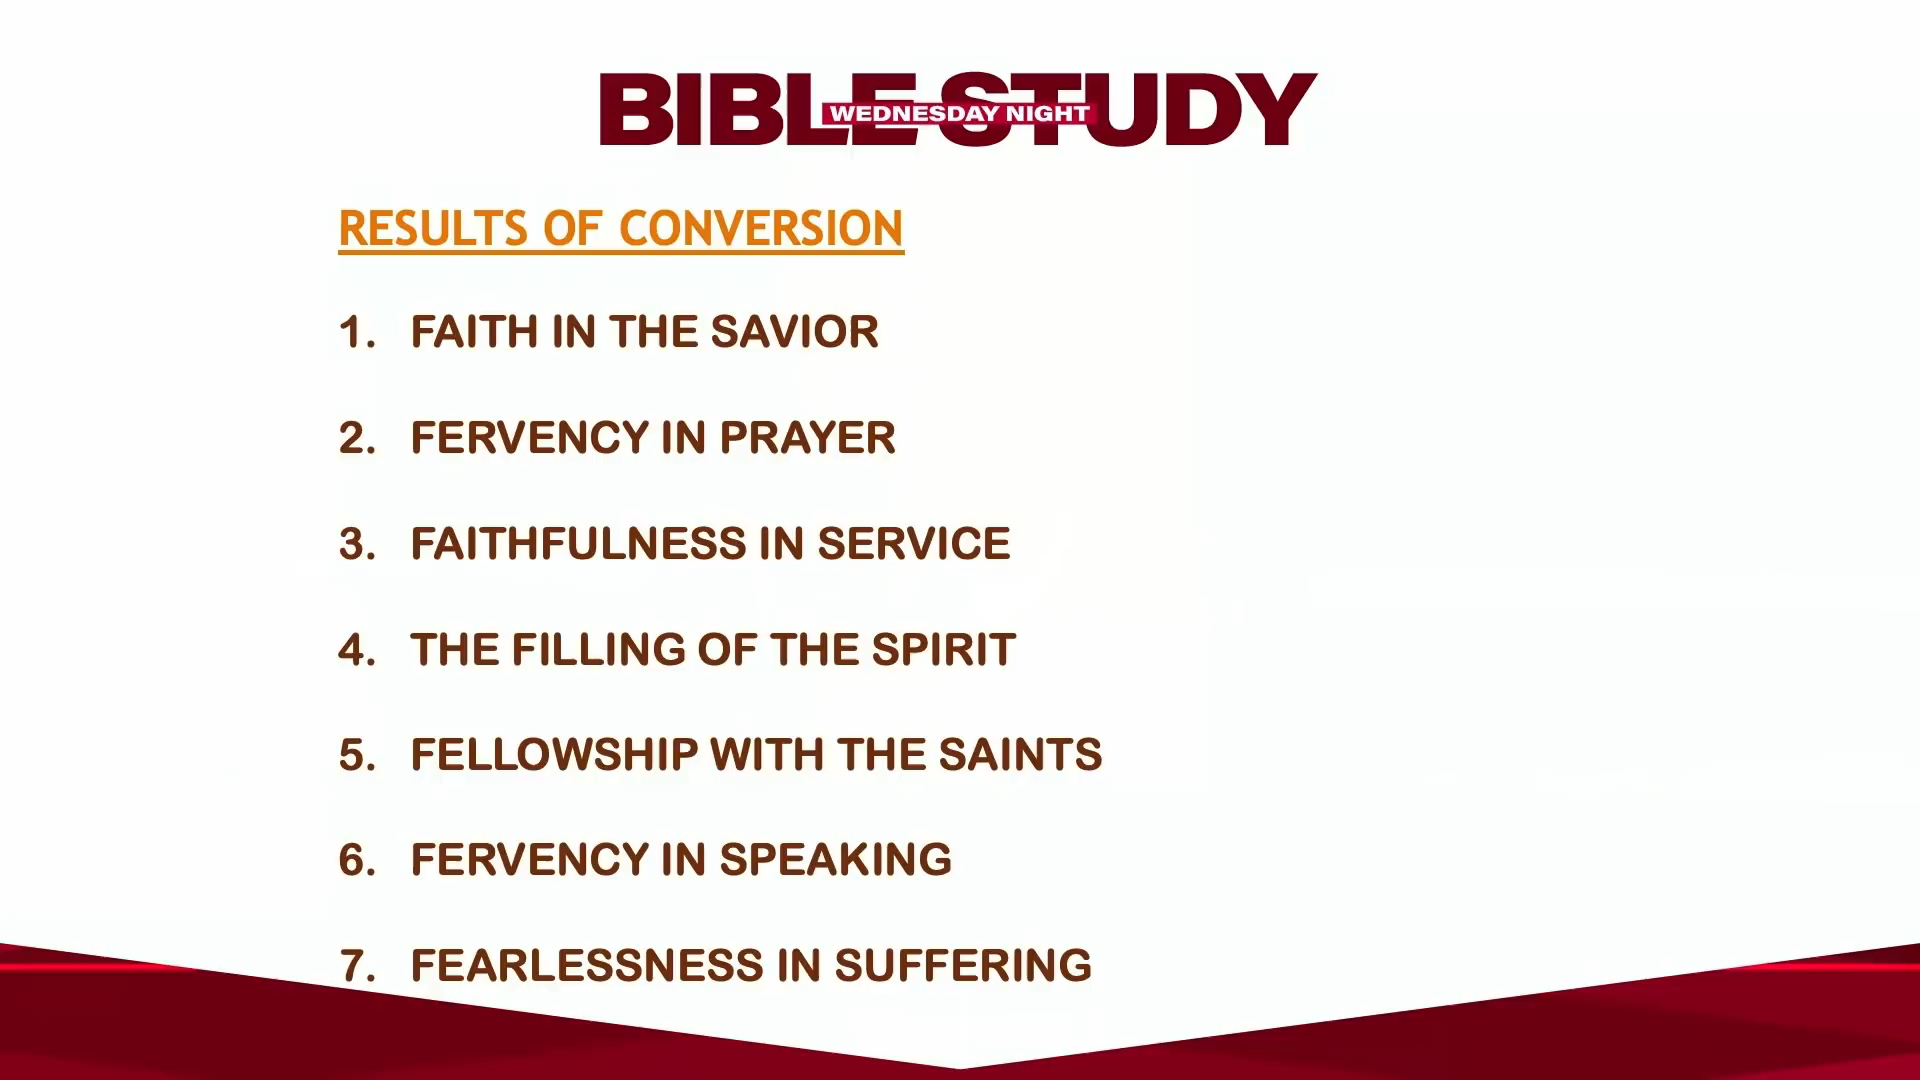 BIBLE STUDY
WEDNESDAY NIGHT
RESULTS OF CONVERSION
1. FAITH IN THE SAVIOR
2. FERVENCY IN PRAYER
3. FAITHFULNESS IN SERVICE
4. THE FILLING OF THE SPIRIT
5. FELLOWSHIP WITH THE SAINTS
6. FERVENCY IN SPEAKING
7. FEARLESSNESS IN SUFFERING